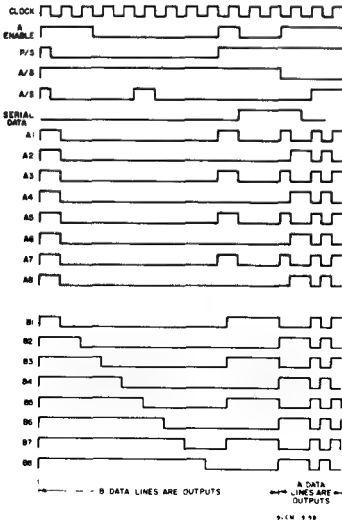 CLOCK
A
ENABLE
P/S
A/B
A/S
SERIAL
DATA
A1
A2
A3
A4
A5
A6
A7
A8
B1
B2
B3
B4
B5
B6
B7
B8
B DATA LINES ARE OUTPUTS
A DATA
LINES ARE
OUTPUTS